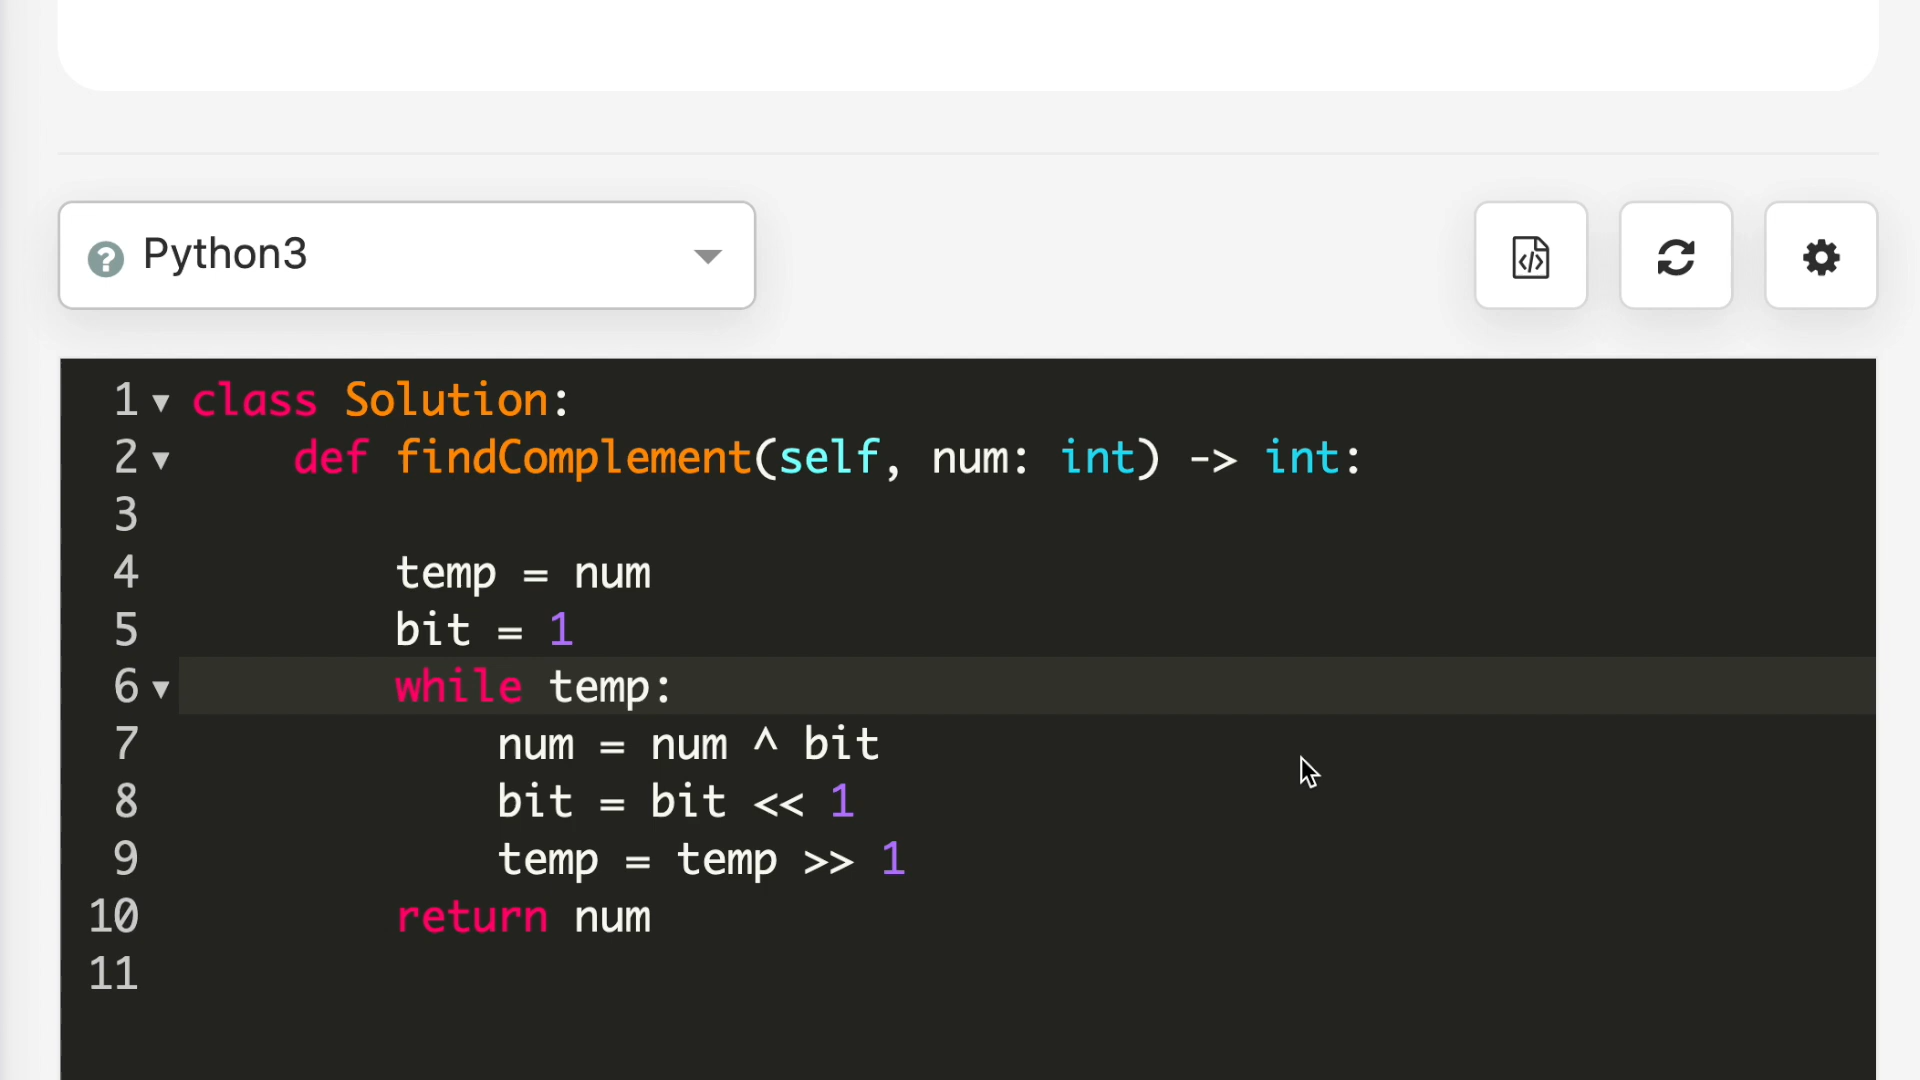 Python3
1 class Solution:
2 def findComplement(self, num: int) -> int:
3
4 temp = num
5 bit = 1
6 while temp:
7 num = num ^ bit
8 bit = bit << 1
9 temp = temp >> 1
10 return num
11